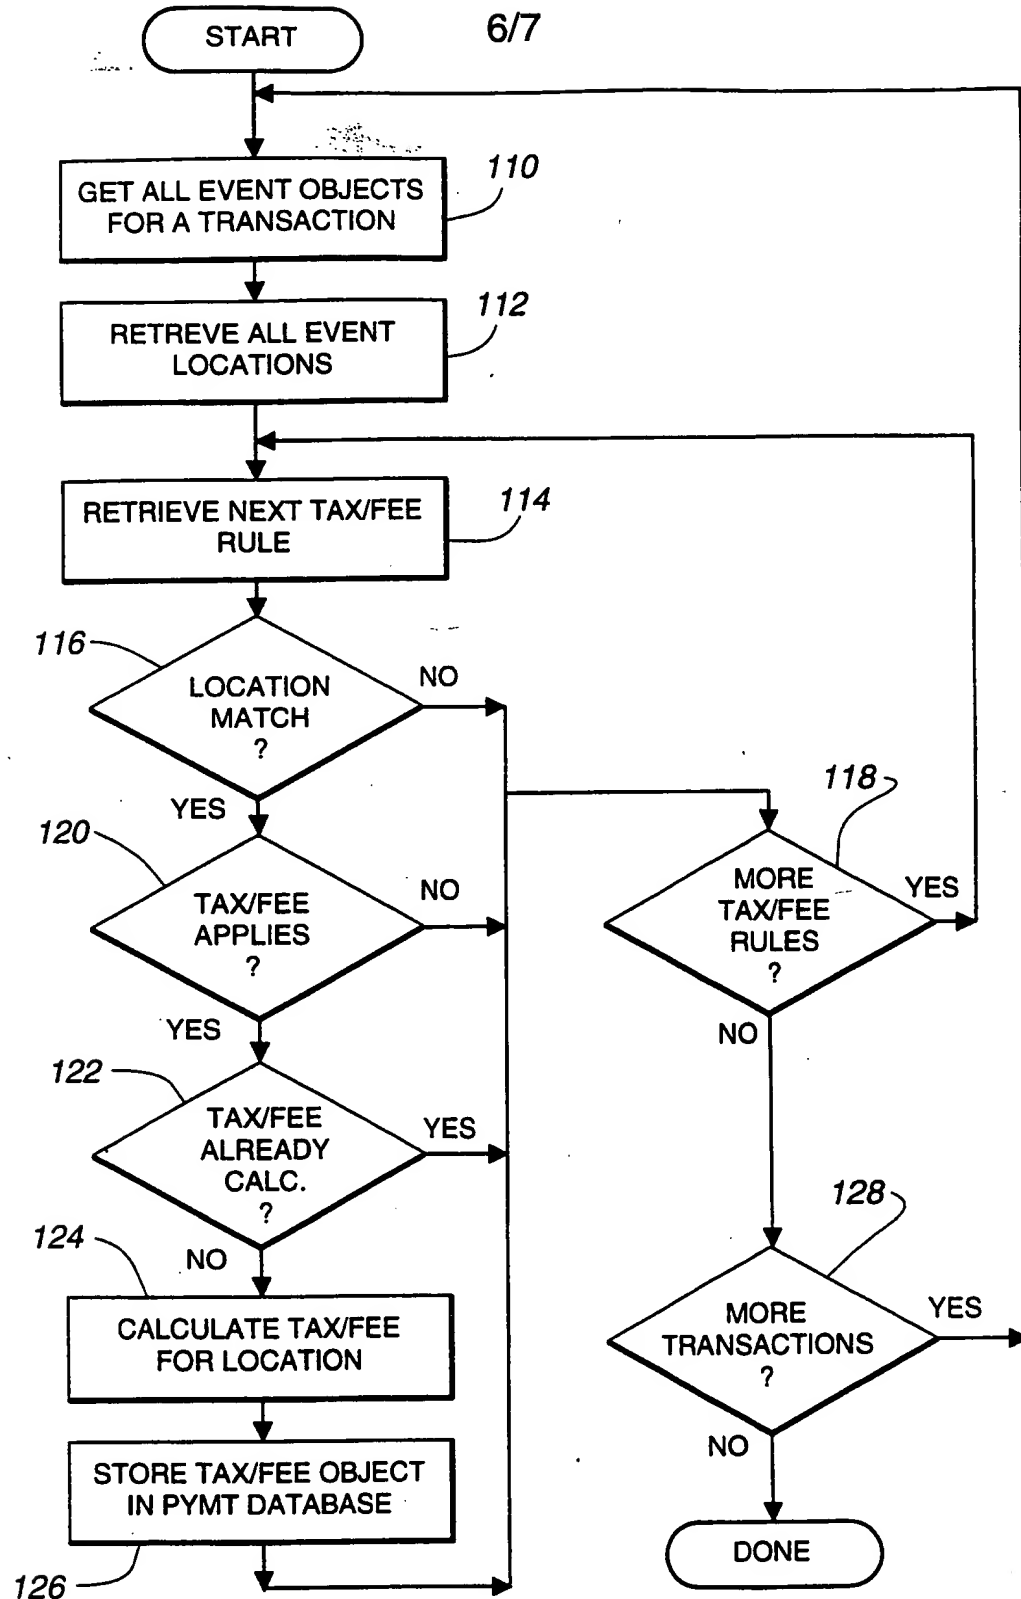 6/7
START
GET ALL EVENT OBJECTS
FOR A TRANSACTION
110
RETREVE ALL EVENT
LOCATIONS
112
RETRIEVE NEXT TAX/FEE
RULE
114
116
LOCATION
MATCH
?
NO
YES
120
TAX/FEE
APPLIES
?
NO
YES
122
TAX/FEE
ALREADY
CALC.
?
YES
NO
124
CALCULATE TAX/FEE
FOR LOCATION
STORE TAX/FEE OBJECT
IN PYMT DATABASE
126
118
MORE
TAX/FEE
RULES
?
YES
NO
128
MORE
TRANSACTIONS
?
YES
NO
DONE